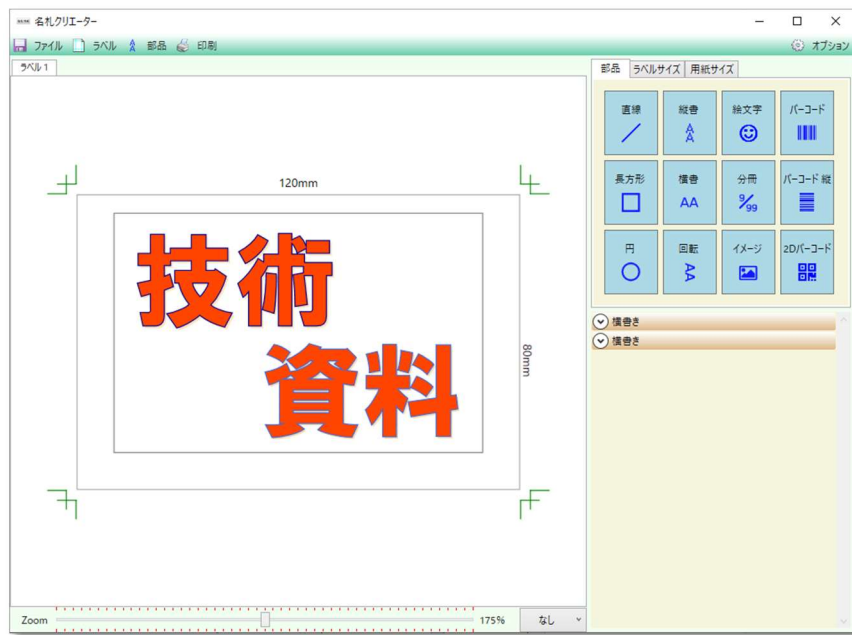 名札クリエーター
ファイル ラベル 部品 印刷 オプション
ラベル 1
部品 ラベルサイズ 用紙サイズ
直線 縦書 絵文字 バーコード
長方形 横書 分冊 バーコード 縦
AA 9/99
円 回転 イメージ 2Dバーコード
120mm
技術
資料
80mm
横書き
横書き
Zoom 175% なし